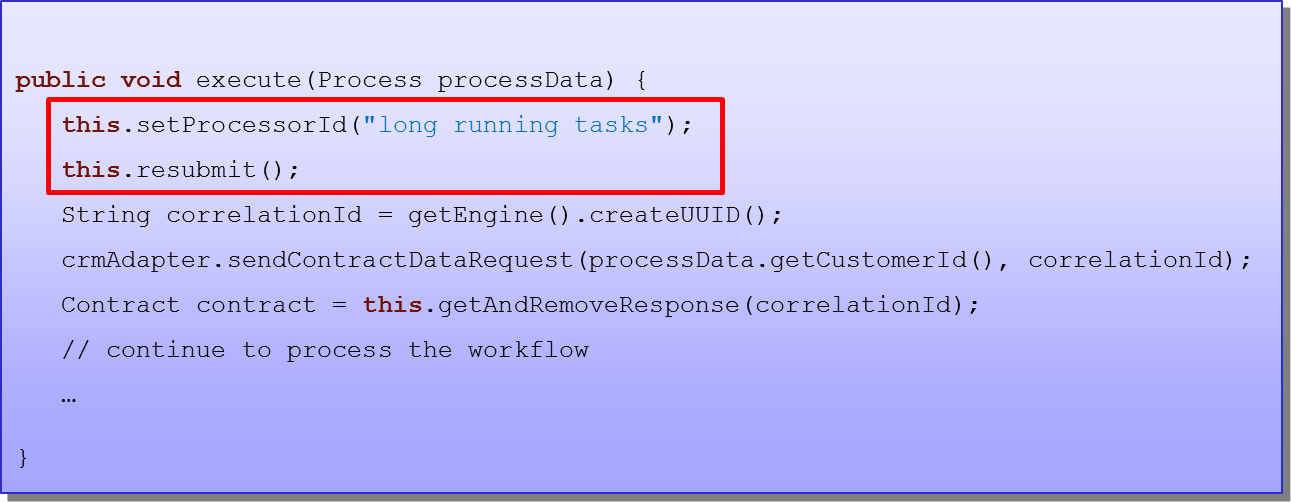 public void execute(Process processData) {
this.setProcessorId("long running tasks");
this.resubmit();
String correlationId = getEngine().createUUID();
crmAdapter.sendContractDataRequest(processData.getCustomerId(), correlationId);
Contract contract = this.getAndRemoveResponse(correlationId);
// continue to process the workflow
…
}